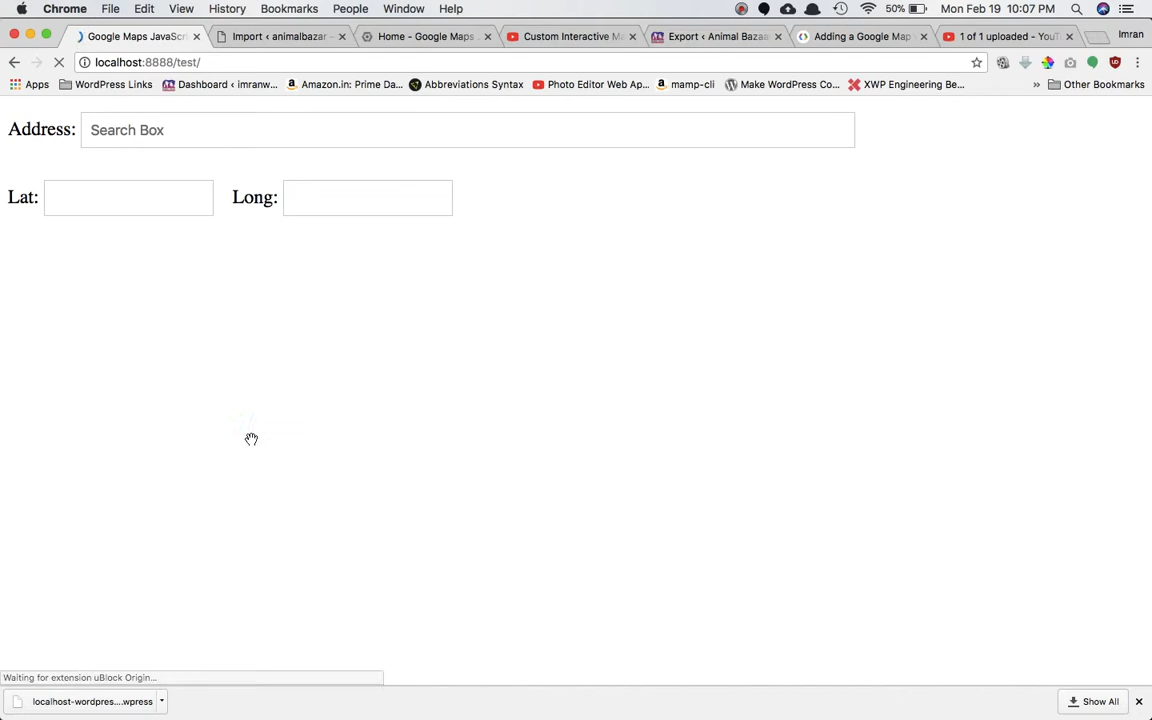 Chrome File Edit View History Bookmarks People Window Help 50% Mon Feb 19 10:07 PM
Google Maps JavaScri Import ‹ animalbazar Home - Google Maps Custom Interactive Ma Export ‹ Animal Bazaa Adding a Google Map 1 of 1 uploaded - YouT Imran
localhost:8888/test/
Apps WordPress Links Dashboard ‹ imranw... Amazon.in: Prime Da... Abbreviations Syntax Photo Editor Web Ap... mamp-cli Make WordPress Co... XWP Engineering Be... » Other Bookmarks
Address: Search Box
Lat: Long:
Waiting for extension uBlock Origin...
localhost-wordpres....wpress Show All